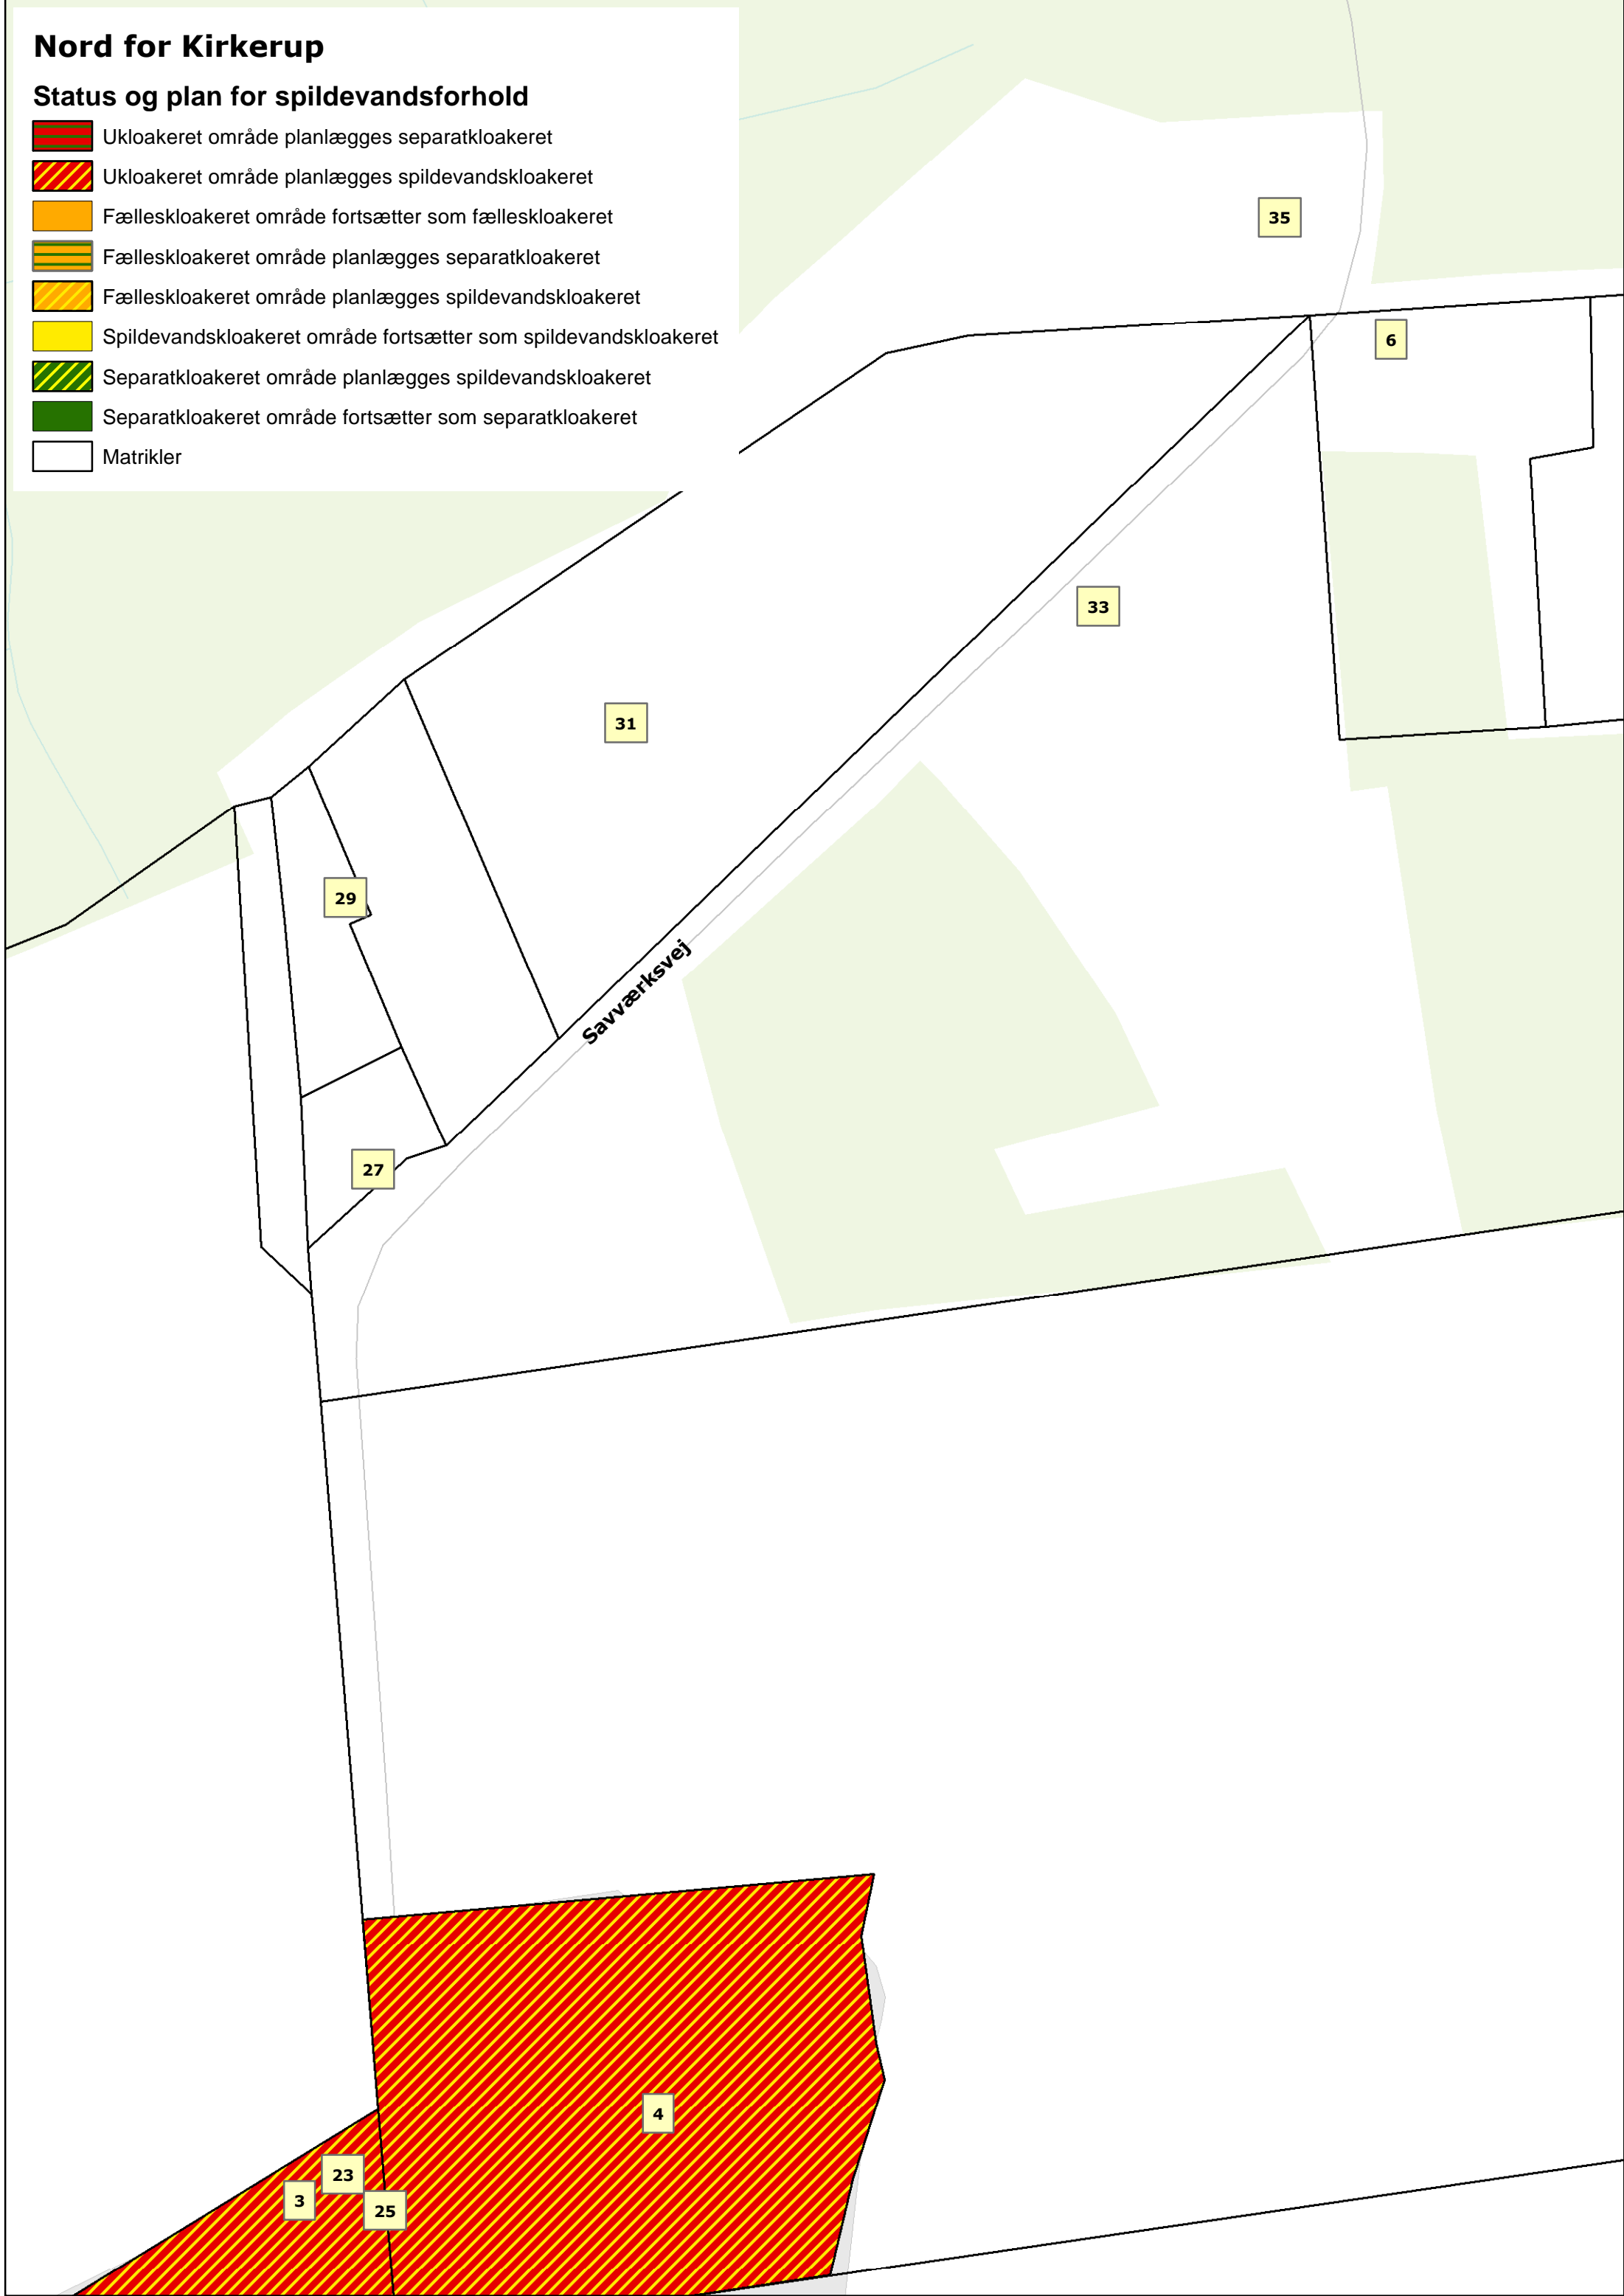 Nord for Kirkerup
Status og plan for spildevandsforhold
Ukloakeret område planlægges separatkloakeret
Ukloakeret område planlægges spildevandskloakeret
Fælleskloakeret område fortsætter som fælleskloakeret
Fælleskloakeret område planlægges separatkloakeret
Fælleskloakeret område planlægges spildevandskloakeret
Spildevandskloakeret område fortsætter som spildevandskloakeret
Separatkloakeret område planlægges spildevandskloakeret
Separatkloakeret område fortsætter som separatkloakeret
Matrikler
35
6
33
31
29
Savværksvej
27
4
23
3
25